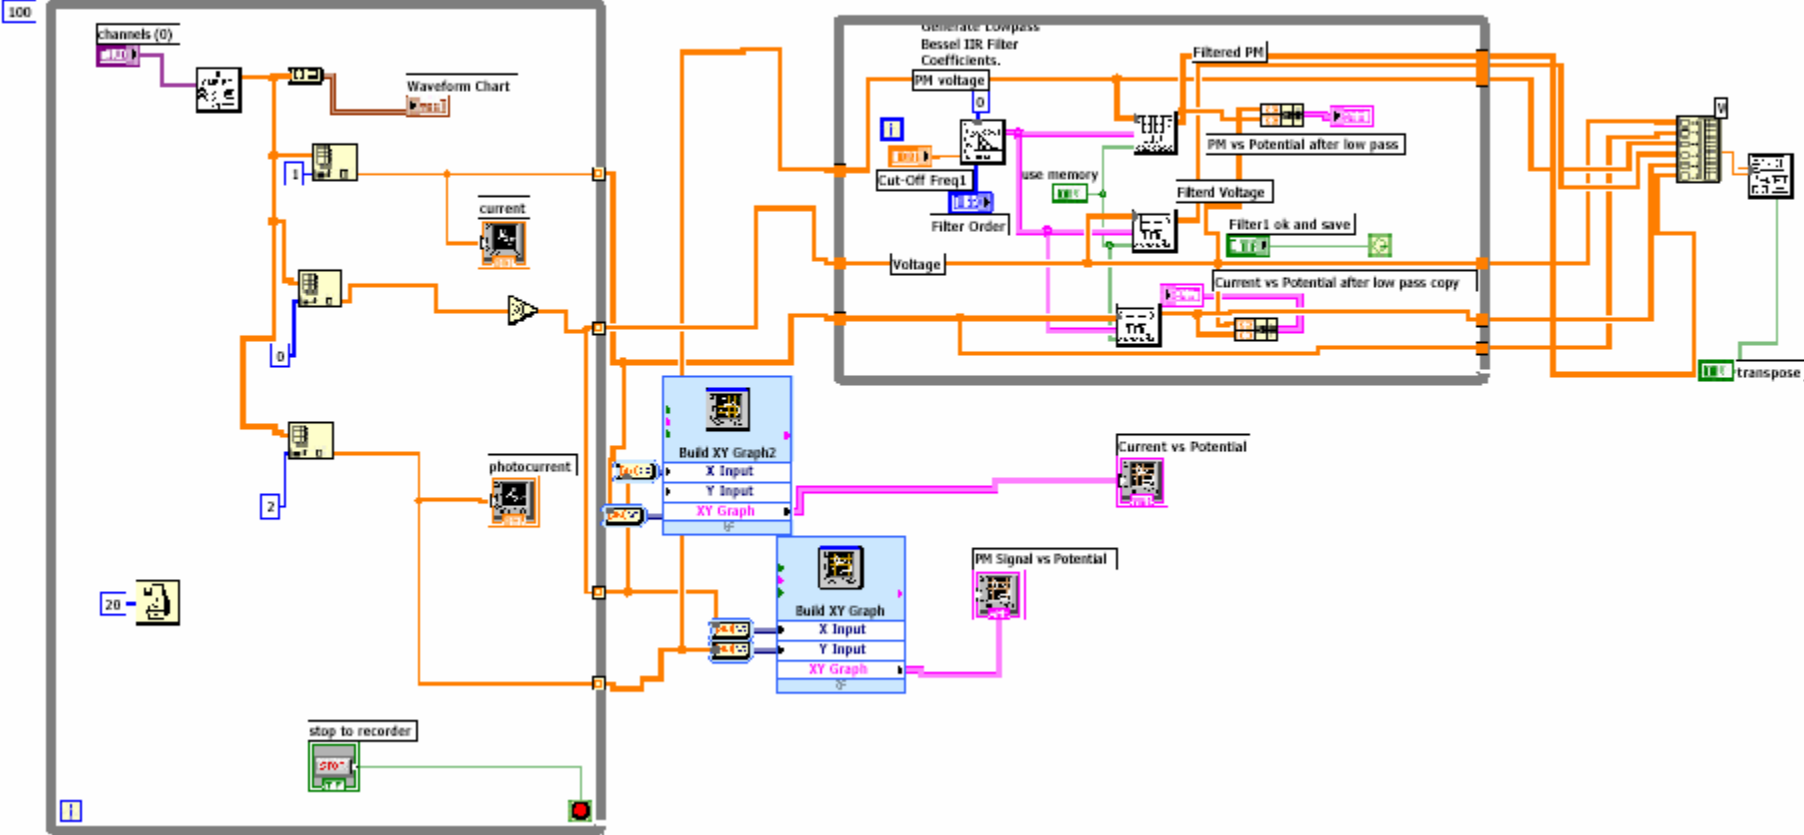 100
channels (0)
Waveform Chart
1
current
0
2
photocurrent
20
stop to recorder
STOP
i
Generate Lowpass
Bessel IIR Filter
Coefficients.
PM voltage
0
i
Cut-Off Freq1
Filter Order
use memory
Filtered PM
PM vs Potential after low pass
Filterd Voltage
Filter1 ok and save
Voltage
Current vs Potential after low pass copy
V
transpose
Build XY Graph2
X Input
Y Input
XY Graph
Current vs Potential
Build XY Graph
X Input
Y Input
XY Graph
PM Signal vs Potential